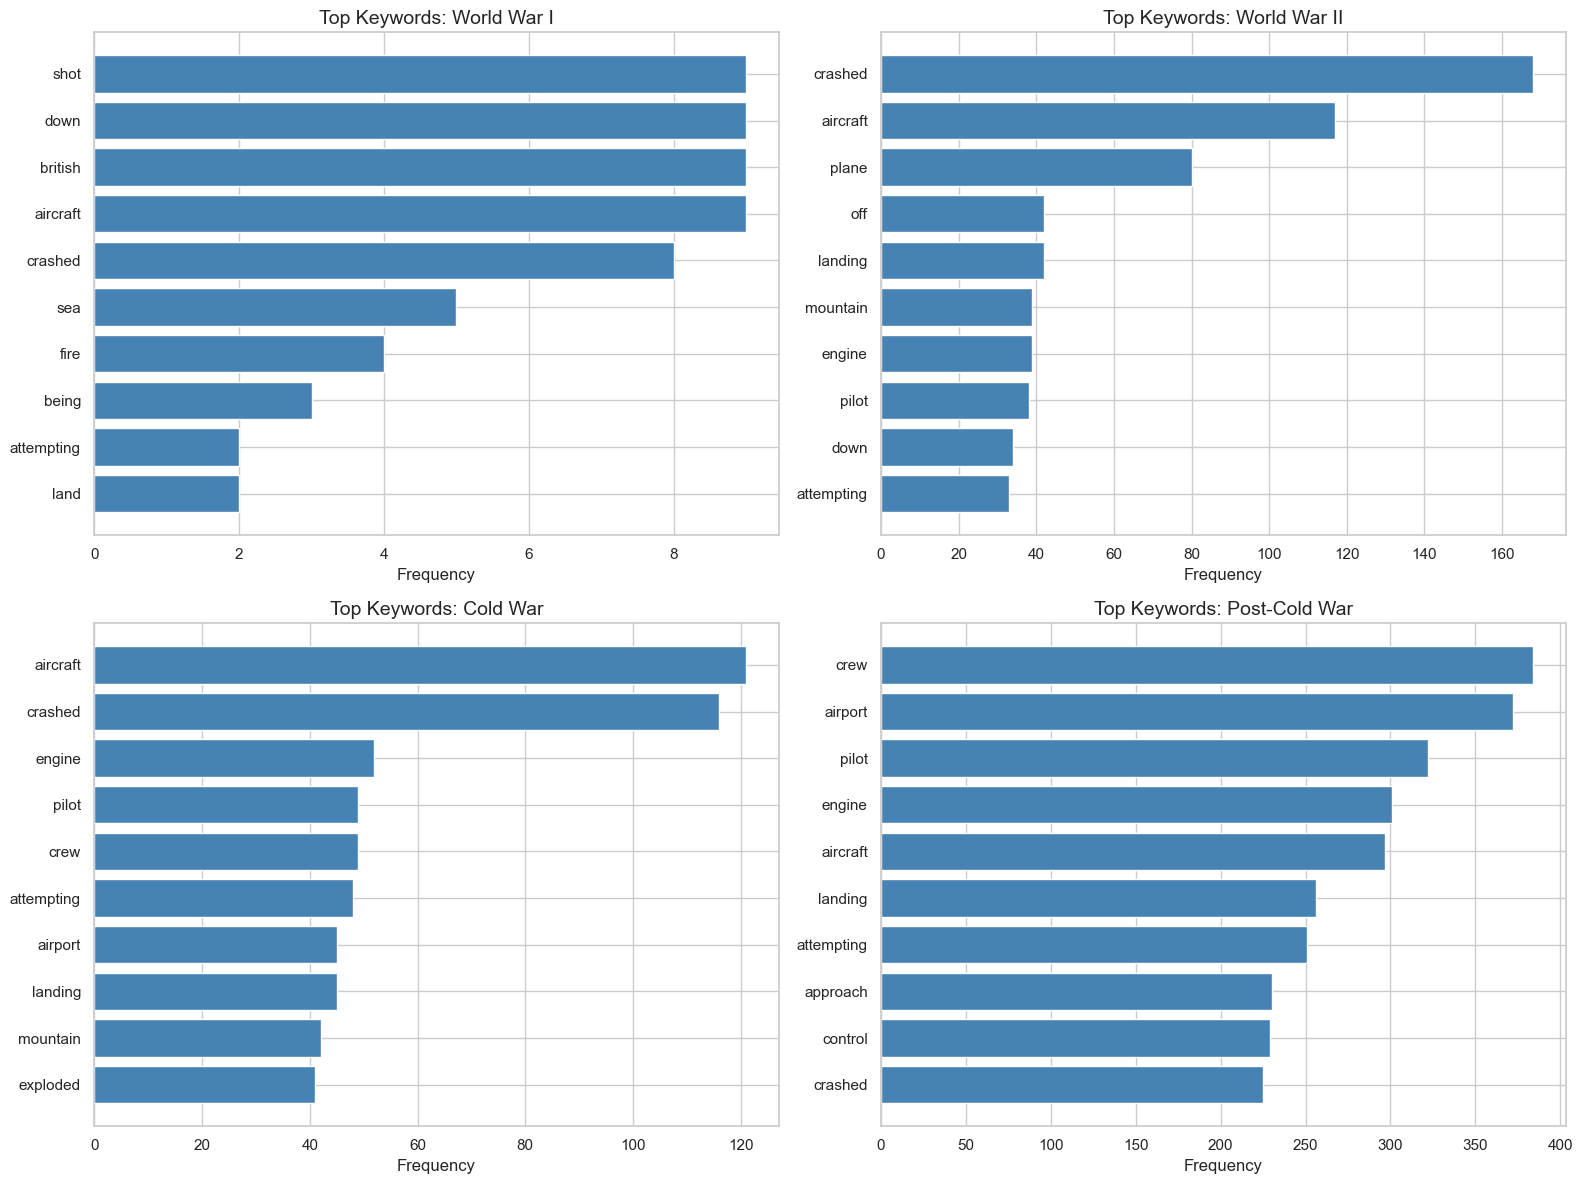 Top Keywords: World War I
shot
down
british
aircraft
crashed
sea
fire
being
attempting
land
0 2 4 6 8
Frequency
Top Keywords: World War II
crashed
aircraft
plane
off
landing
mountain
engine
pilot
down
attempting
0 20 40 60 80 100 120 140 160
Frequency
Top Keywords: Cold War
aircraft
crashed
engine
pilot
crew
attempting
airport
landing
mountain
exploded
0 20 40 60 80 100 120
Frequency
Top Keywords: Post-Cold War
crew
airport
pilot
engine
aircraft
landing
attempting
approach
control
crashed
0 50 100 150 200 250 300 350 400
Frequency